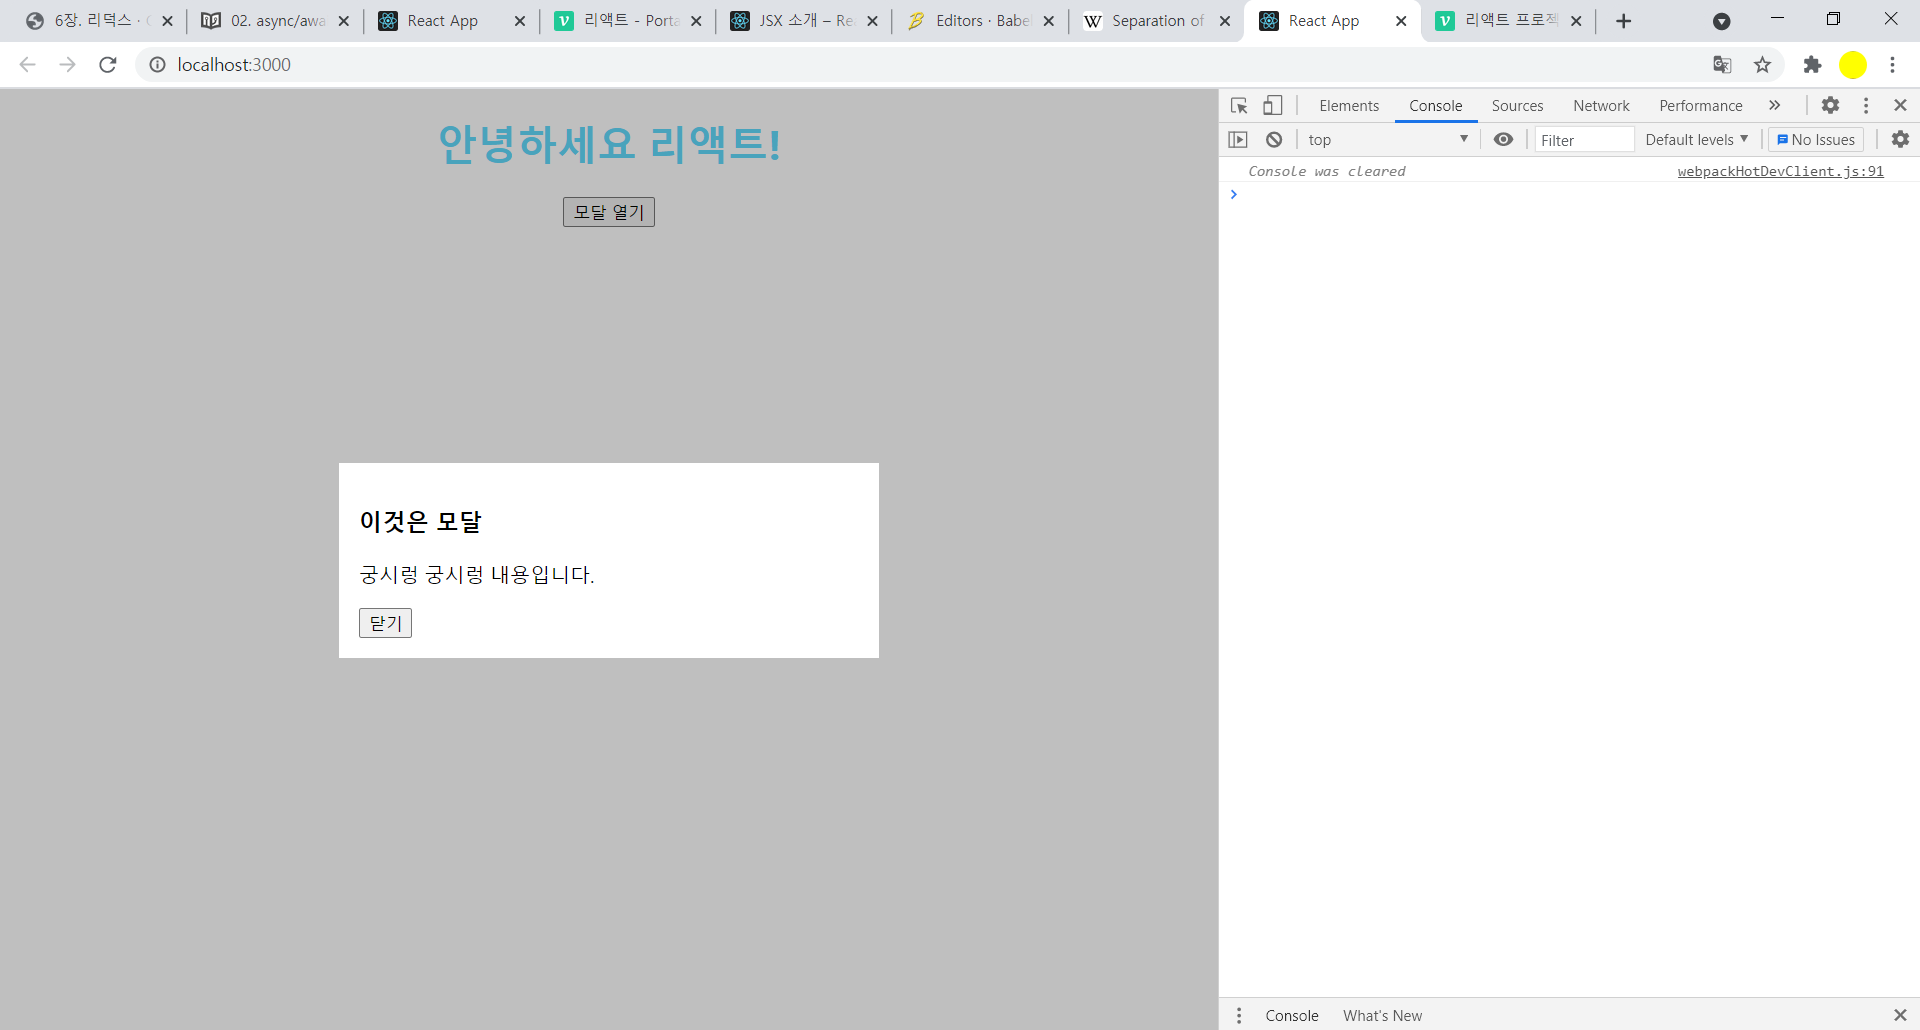 6장. 리덕스 ·
02. async/awa
React App
리액트 - Porta
JSX 소개 – Rea
Editors · Babel
Separation of
React App
리액트 프로젝
localhost:3000
안녕하세요 리액트!
모달 열기
이것은 모달
궁시렁 궁시렁 내용입니다.
닫기
Elements Console Sources Network Performance
top Filter Default levels No Issues
Console was cleared webpackHotDevClient.js:91
Console What's New